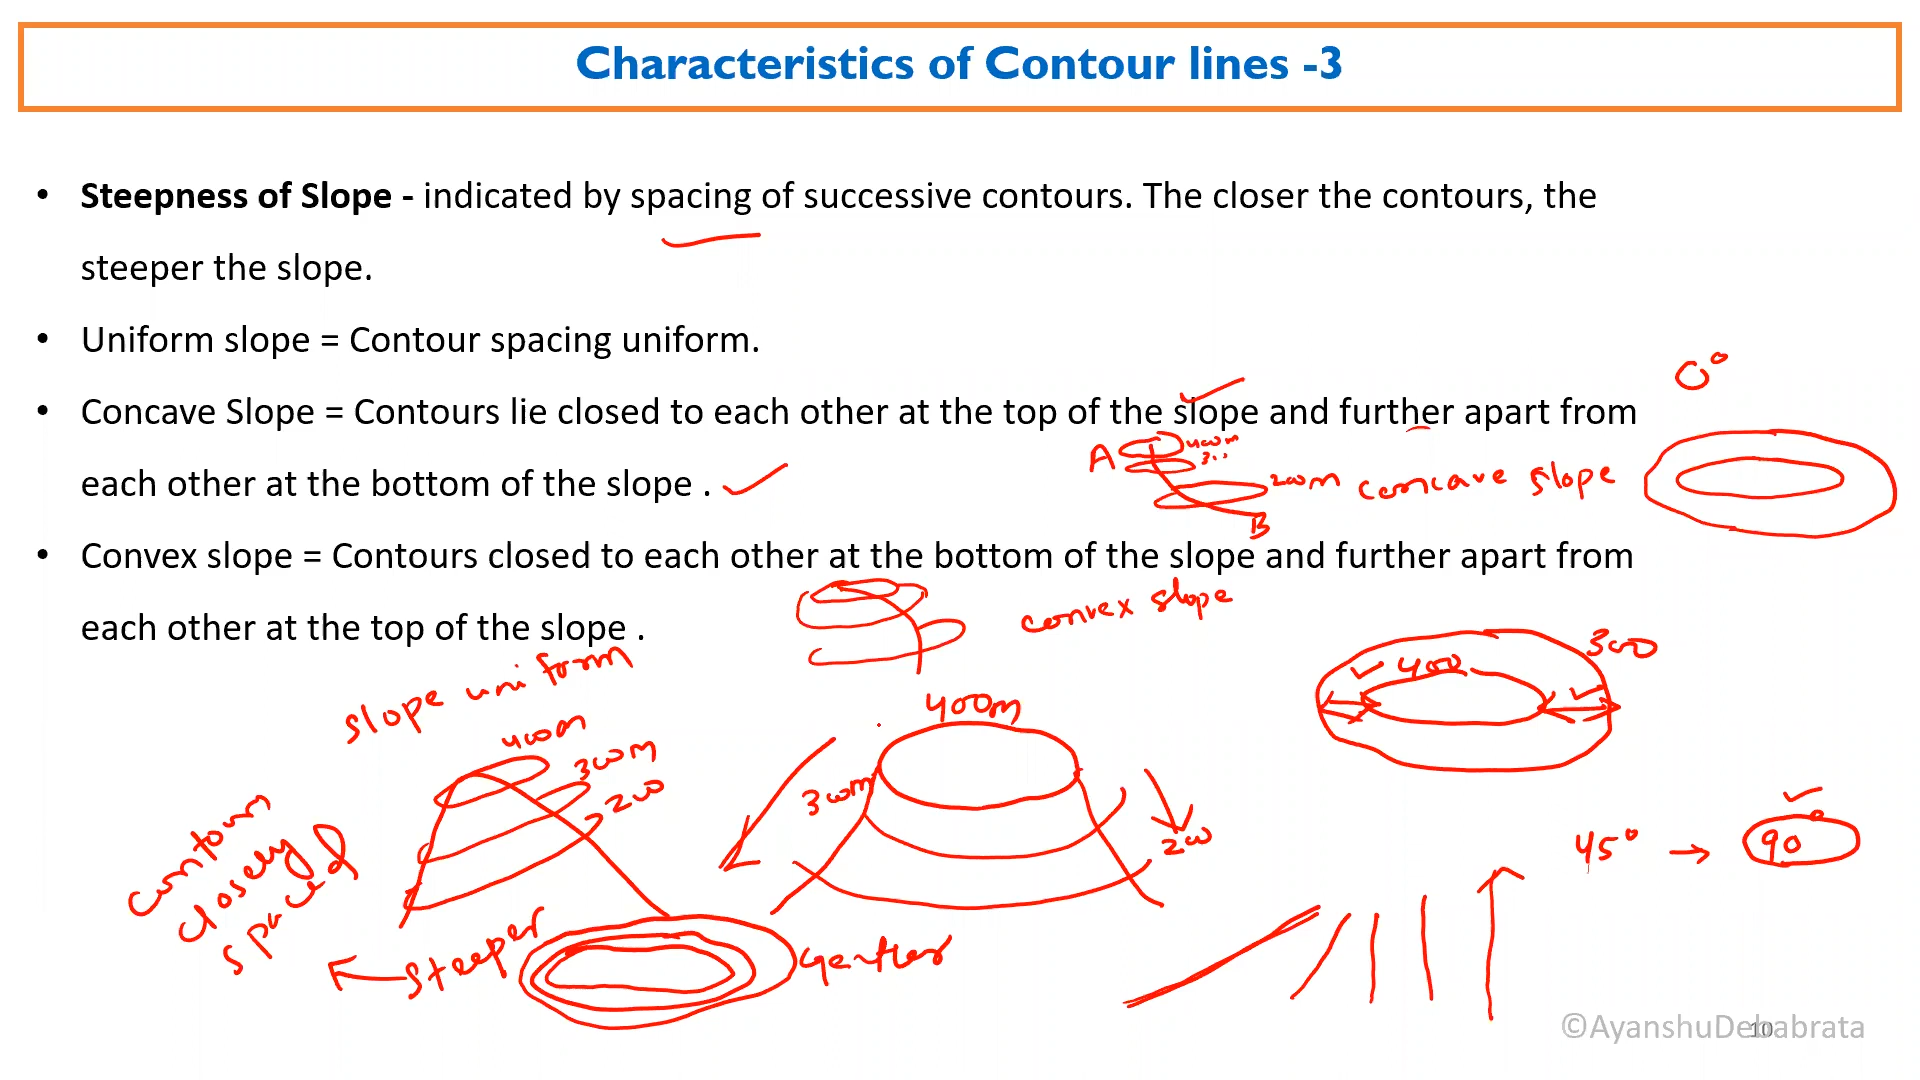 Characteristics of Contour lines -3
• Steepness of Slope - indicated by spacing of successive contours. The closer the contours, the
steeper the slope.
• Uniform slope = Contour spacing uniform.
0°
• Concave Slope = Contours lie closed to each other at the top of the slope and further apart from
A 400m
300
each other at the bottom of the slope .
200m concave slope
B
• Convex slope = Contours closed to each other at the bottom of the slope and further apart from
convex slope
each other at the top of the slope .
slope uniform
400m
300m
200
400m
300m
200
300
400
45° → 90°
contours
closely
spaced
steeper
gentler
©AyanshuDebabrata
10